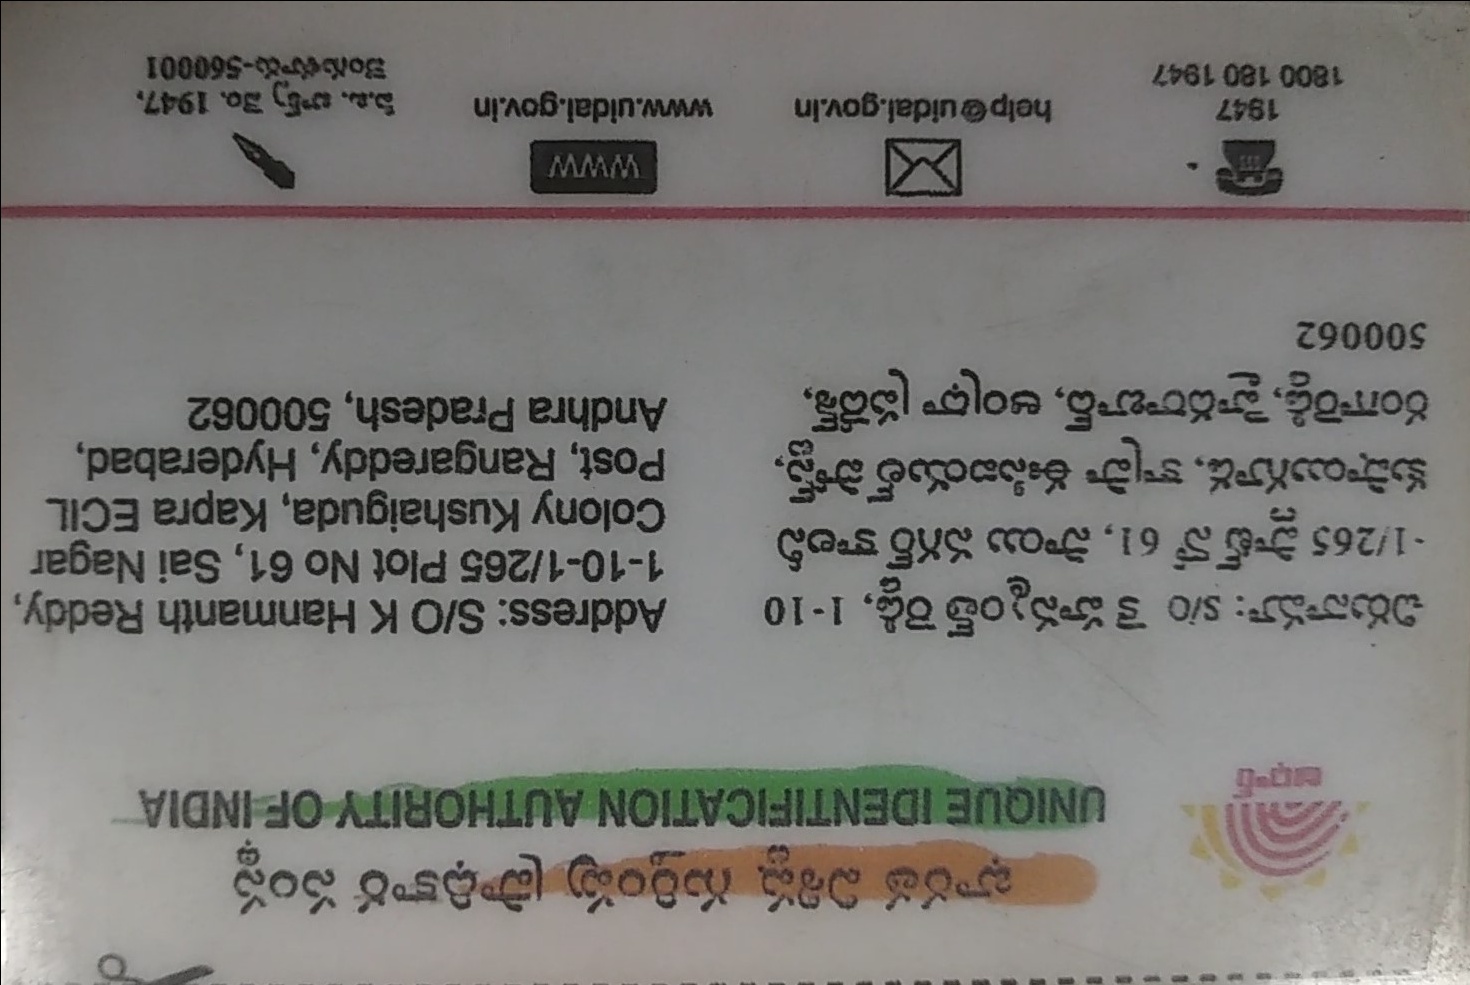 భారత విశిష్ట గుర్తింపు ప్రాధికార సంస్థ
UNIQUE IDENTIFICATION AUTHORITY OF INDIA
ఆధార్
చిరునామా: S/O కె హన్మంత్ రెడ్డి, 1-10
-1/265 ప్లాట్ నో 61, సాయి నగర్ కాలని
కుషాయిగూడ, కాప్రా ఈసిఐఎల్ పోస్ట్,
రంగారెడ్డి, హైదరాబాద్, ఆంధ్రా ప్రదేశ్,
500062
Address: S/O K Hanmanth Reddy,
1-10-1/265 Plot No 61, Sai Nagar
Colony Kushaiguda, Kapra ECIL
Post, Rangareddy, Hyderabad,
Andhra Pradesh, 500062
1947
1800 180 1947
help@uidai.gov.in
WWW
www.uidai.gov.in
పి.ఒ. బాక్స్ నెం. 1947,
బెంగుళూరు-560001